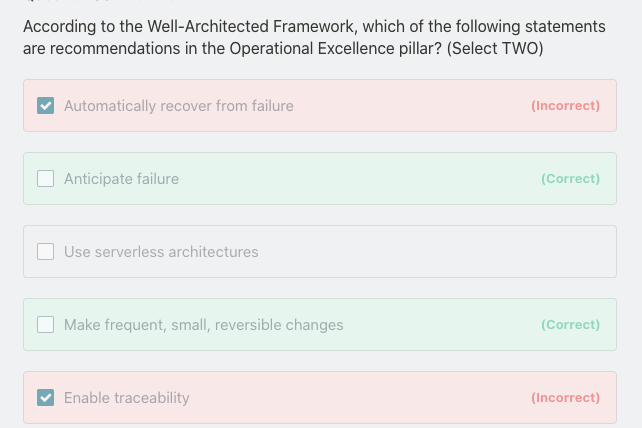 According to the Well-Architected Framework, which of the following statements
are recommendations in the Operational Excellence pillar? (Select TWO)
Automatically recover from failure (Incorrect)
Anticipate failure (Correct)
Use serverless architectures
Make frequent, small, reversible changes (Correct)
Enable traceability (Incorrect)